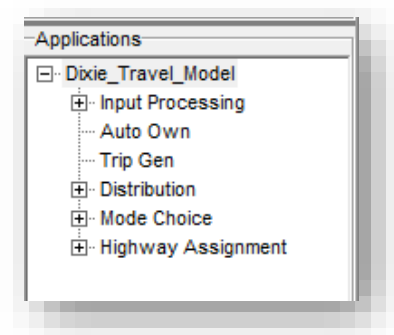 Applications
Dixie_Travel_Model
Input Processing
Auto Own
Trip Gen
Distribution
Mode Choice
Highway Assignment